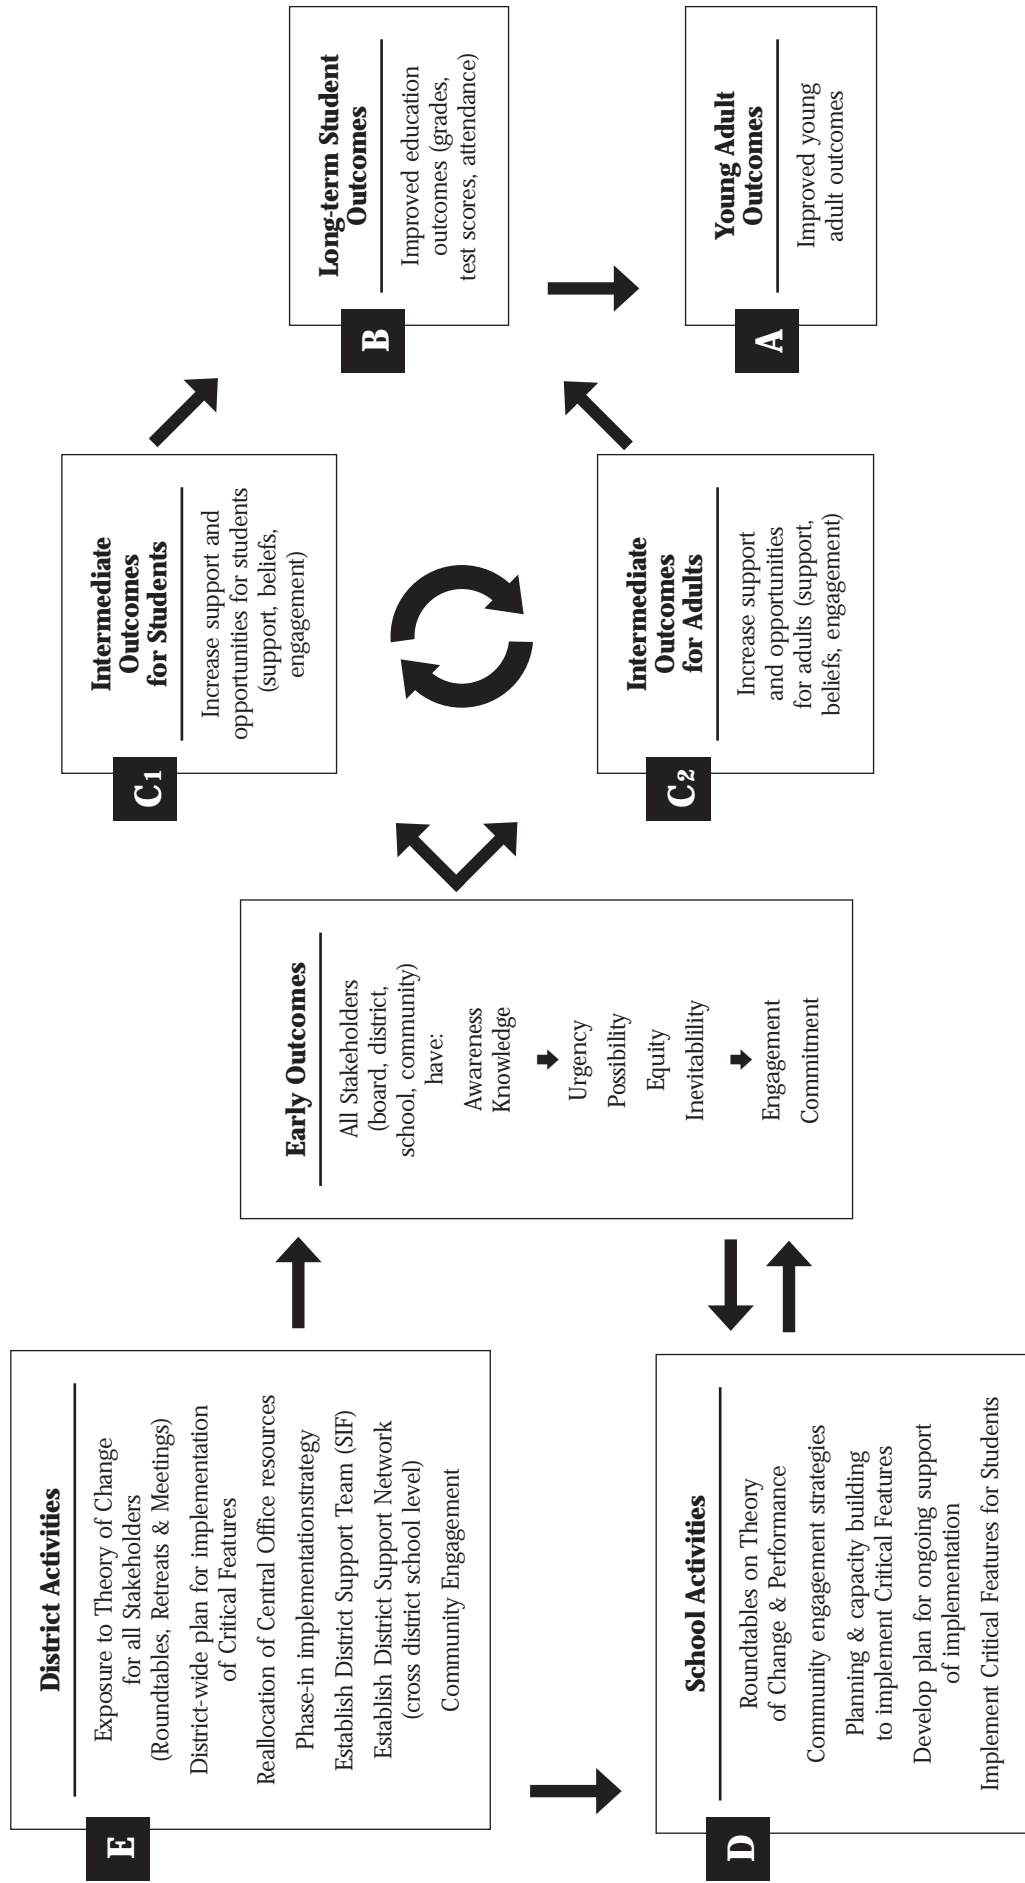 E
District Activities
Exposure to Theory of Change
for all Stakeholders
(Roundtables, Retreats & Meetings)
District-wide plan for implementation
of Critical Features
Reallocation of Central Office resources
Phase-in implementationstrategy
Establish District Support Team (SIF)
Establish District Support Network
(cross district school level)
Community Engagement
D
School Activities
Roundtables on Theory
of Change & Performance
Community engagement strategies
Planning & capacity building
to implement Critical Features
Develop plan for ongoing support
of implementation
Implement Critical Features for Students
Early Outcomes
All Stakeholders
(board, district,
school, community)
have:
Awareness
Knowledge
Urgency
Possibility
Equity
Inevitablility
Engagement
Commitment
C1
Intermediate
Outcomes
for Students
Increase support and
opportunities for students
(support, beliefs,
engagement)
C2
Intermediate
Outcomes
for Adults
Increase support
and opportunities
for adults (support,
beliefs, engagement)
B
Long-term Student
Outcomes
Improved education
outcomes (grades,
test scores, attendance)
A
Young Adult
Outcomes
Improved young
adult outcomes